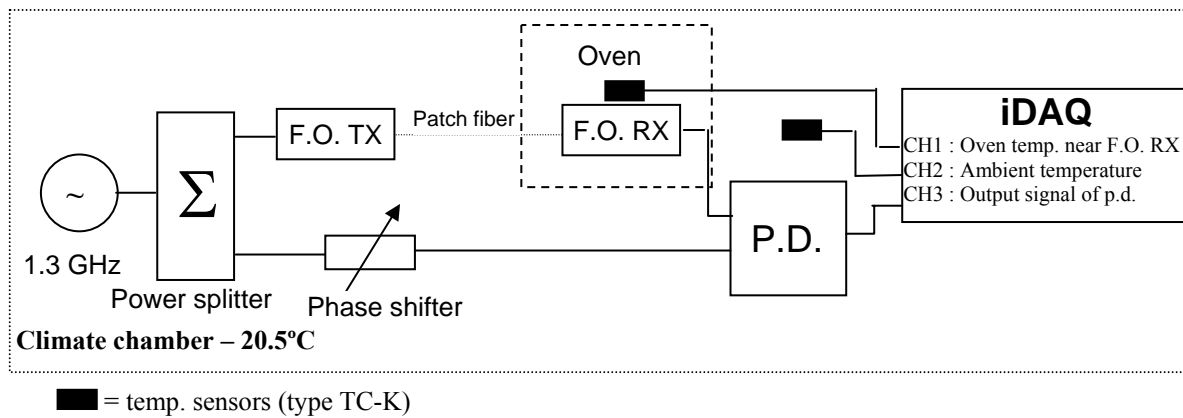 Oven
iDAQ
CH1 : Oven temp. near F.O. RX
CH2 : Ambient temperature
CH3 : Output signal of p.d.
F.O. TX
Patch fiber
F.O. RX
~
Σ
P.D.
1.3 GHz
Power splitter
Phase shifter
Climate chamber – 20.5ºC
= temp. sensors (type TC-K)